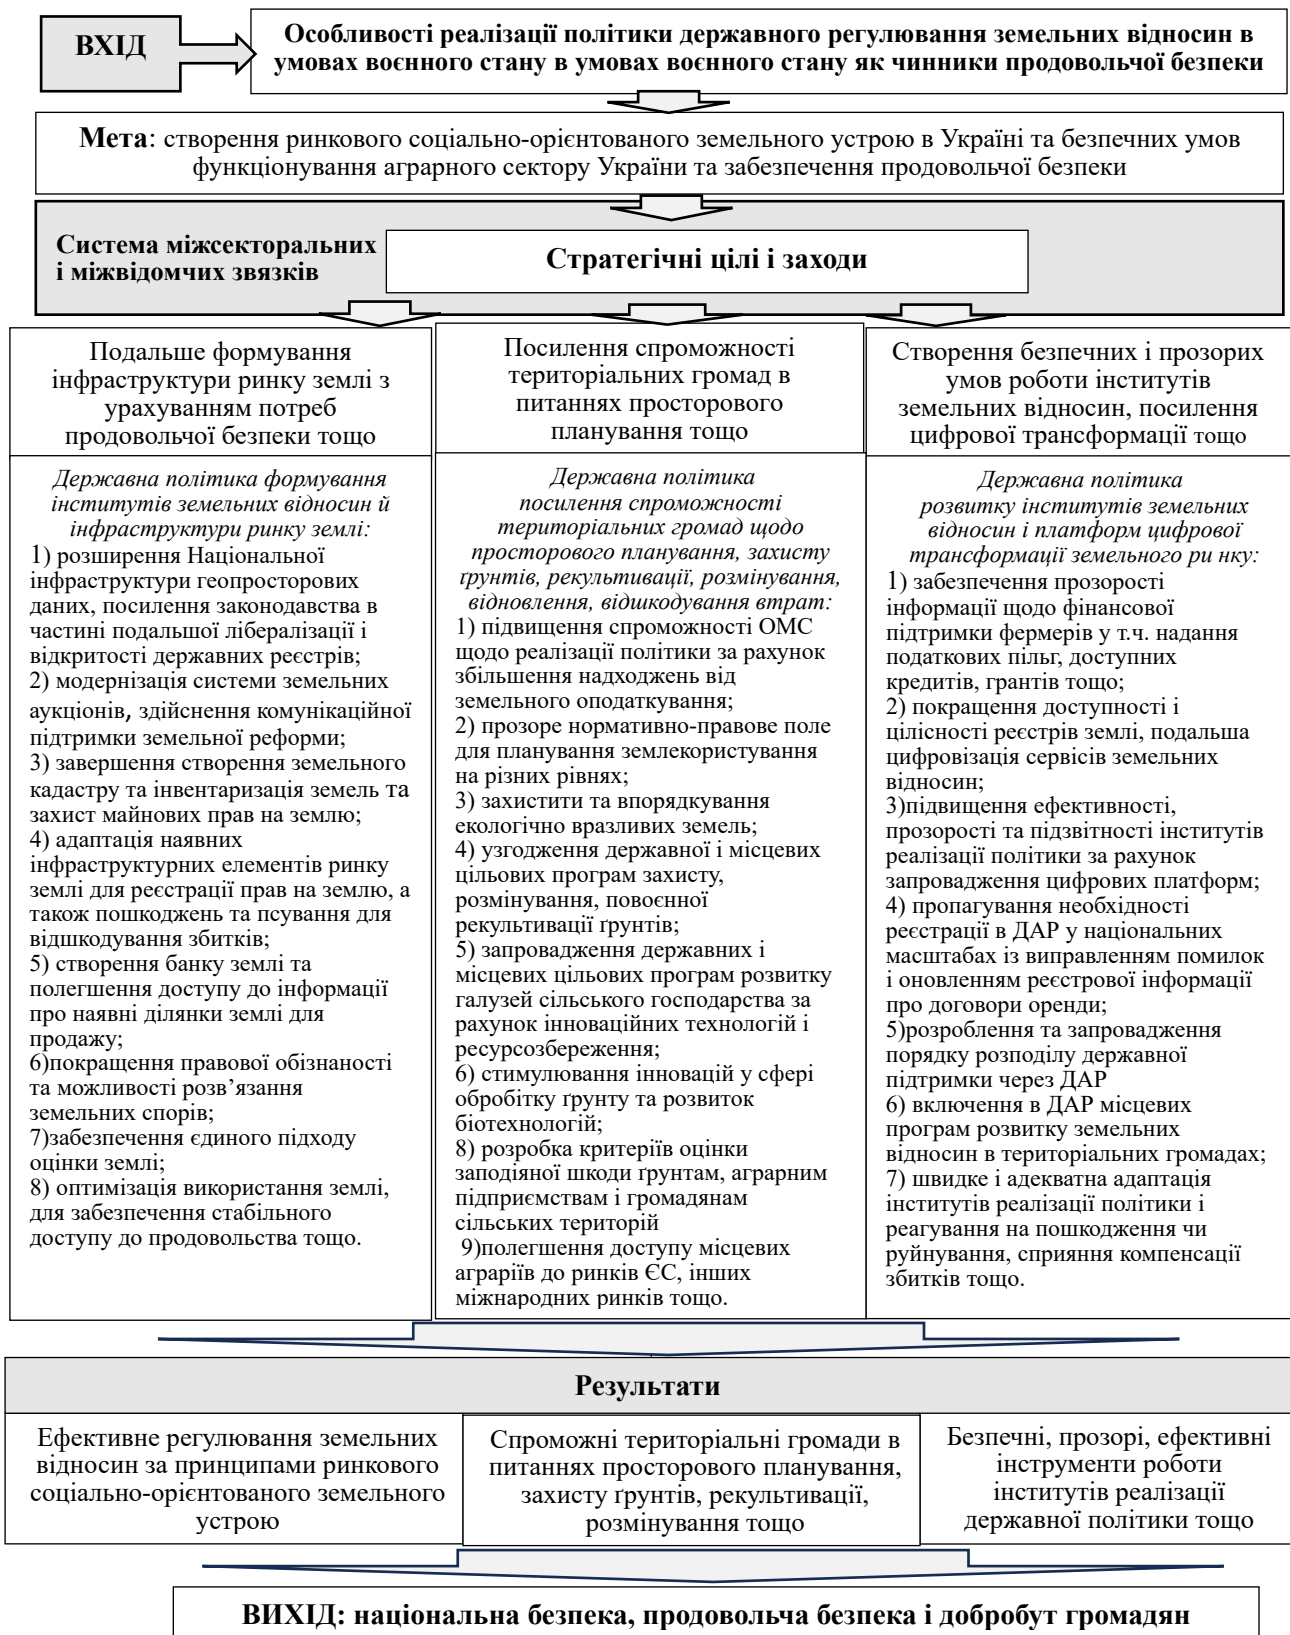 ВХІД
Особливості реалізації політики державного регулювання земельних відносин в
умовах воєнного стану в умовах воєнного стану як чинники продовольчої безпеки
Мета: створення ринкового соціально-орієнтованого земельного устрою в Україні та безпечних умов
функціонування аграрного сектору України та забезпечення продовольчої безпеки
Система міжсекторальних
і міжвідомчих звязків
Стратегічні цілі і заходи
Подальше формування
інфраструктури ринку землі з
урахуванням потреб
продовольчої безпеки тощо
Державна політика формування
інститутів земельних відносин й
інфраструктури ринку землі:
1) розширення Національної
інфраструктури геопросторових
даних, посилення законодавства в
частині подальшої лібералізації і
відкритості державних реєстрів;
2) модернізація системи земельних
аукціонів, здійснення комунікаційної
підтримки земельної реформи;
3) завершення створення земельного
кадастру та інвентаризація земель та
захист майнових прав на землю;
4) адаптація наявних
інфраструктурних елементів ринку
землі для реєстрації прав на землю, а
також пошкоджень та псування для
відшкодування збитків;
5) створення банку землі та
полегшення доступу до інформації
про наявні ділянки землі для
продажу;
6)покращення правової обізнаності
та можливості розв’язання
земельних спорів;
7)забезпечення єдиного підходу
оцінки землі;
8) оптимізація використання землі,
для забезпечення стабільного
доступу до продовольства тощо.
Посилення спроможності
територіальних громад в
питаннях просторового
планування тощо
Державна політика
посилення спроможності
територіальних громад щодо
просторового планування, захисту
ґрунтів, рекультивації, розмінування,
відновлення, відшкодування втрат:
1) підвищення спроможності ОМС
щодо реалізації політики за рахунок
збільшення надходжень від
земельного оподаткування;
2) прозоре нормативно-правове поле
для планування землекористування
на різних рівнях;
3) захистити та впорядкування
екологічно вразливих земель;
4) узгодження державної і місцевих
цільових програм захисту,
розмінування, повоєнної
рекультивації ґрунтів;
5) запровадження державних і
місцевих цільових програм розвитку
галузей сільського господарства за
рахунок інноваційних технологій і
ресурсозбереження;
6) стимулювання інновацій у сфері
обробітку ґрунту та розвиток
біотехнологій;
8) розробка критеріїв оцінки
заподіяної шкоди ґрунтам, аграрним
підприємствам і громадянам
сільських територій
9)полегшення доступу місцевих
аграріїв до ринків ЄС, інших
міжнародних ринків тощо.
Створення безпечних і прозорих
умов роботи інститутів
земельних відносин, посилення
цифрової трансформації тощо
Державна політика
розвитку інститутів земельних
відносин і платформ цифрової
трансформації земельного ри нку:
1) забезпечення прозорості
інформації щодо фінансової
підтримки фермерів у т.ч. надання
податкових пільг, доступних
кредитів, грантів тощо;
2) покращення доступності і
цілісності реєстрів землі, подальша
цифровізація сервісів земельних
відносин;
3)підвищення ефективності,
прозорості та підзвітності інститутів
реалізації політики за рахунок
запровадження цифрових платформ;
4) пропагування необхідності
реєстрації в ДАР у національних
масштабах із виправленням помилок
і оновленням реєстрової інформації
про договори оренди;
5)розроблення та запровадження
порядку розподілу державної
підтримки через ДАР
6) включення в ДАР місцевих
програм розвитку земельних
відносин в територіальних громадах;
7) швидке і адекватна адаптація
інститутів реалізації політики і
реагування на пошкодження чи
руйнування, сприяння компенсації
збитків тощо.
Результати
Ефективне регулювання земельних
відносин за принципами ринкового
соціально-орієнтованого земельного
устрою
Спроможні територіальні громади в
питаннях просторового планування,
захисту ґрунтів, рекультивації,
розмінування тощо
Безпечні, прозорі, ефективні
інструменти роботи
інститутів реалізації
державної політики тощо
ВИХІД: національна безпека, продовольча безпека і добробут громадян